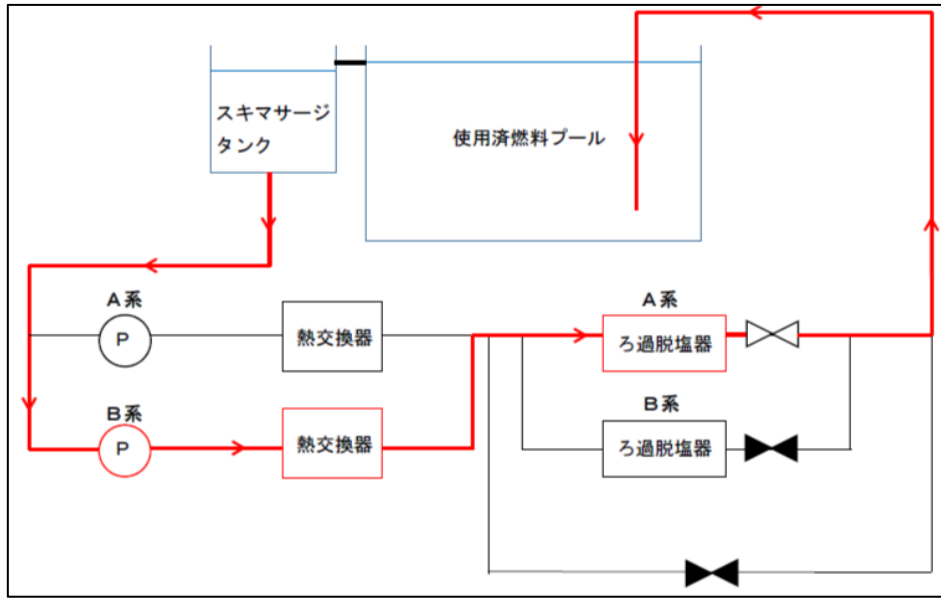 スキマサージ
タンク
使用済燃料プール
A系
P
熱交換器
A系
ろ過脱塩器
B系
P
熱交換器
B系
ろ過脱塩器